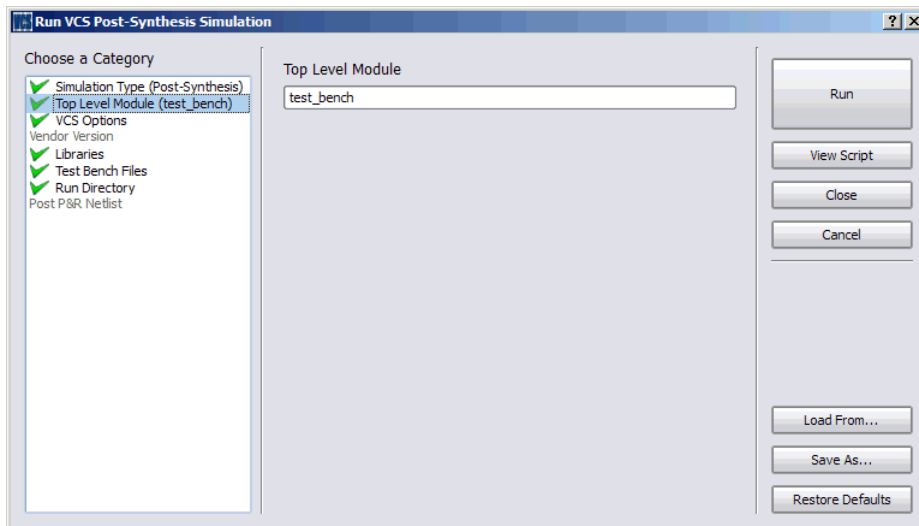 Run VCS Post-Synthesis Simulation
Choose a Category
Simulation Type (Post-Synthesis)
Top Level Module (test_bench)
VCS Options
Vendor Version
Libraries
Test Bench Files
Run Directory
Post P&R Netlist
Top Level Module
test_bench
Run
View Script
Close
Cancel
Load From...
Save As...
Restore Defaults